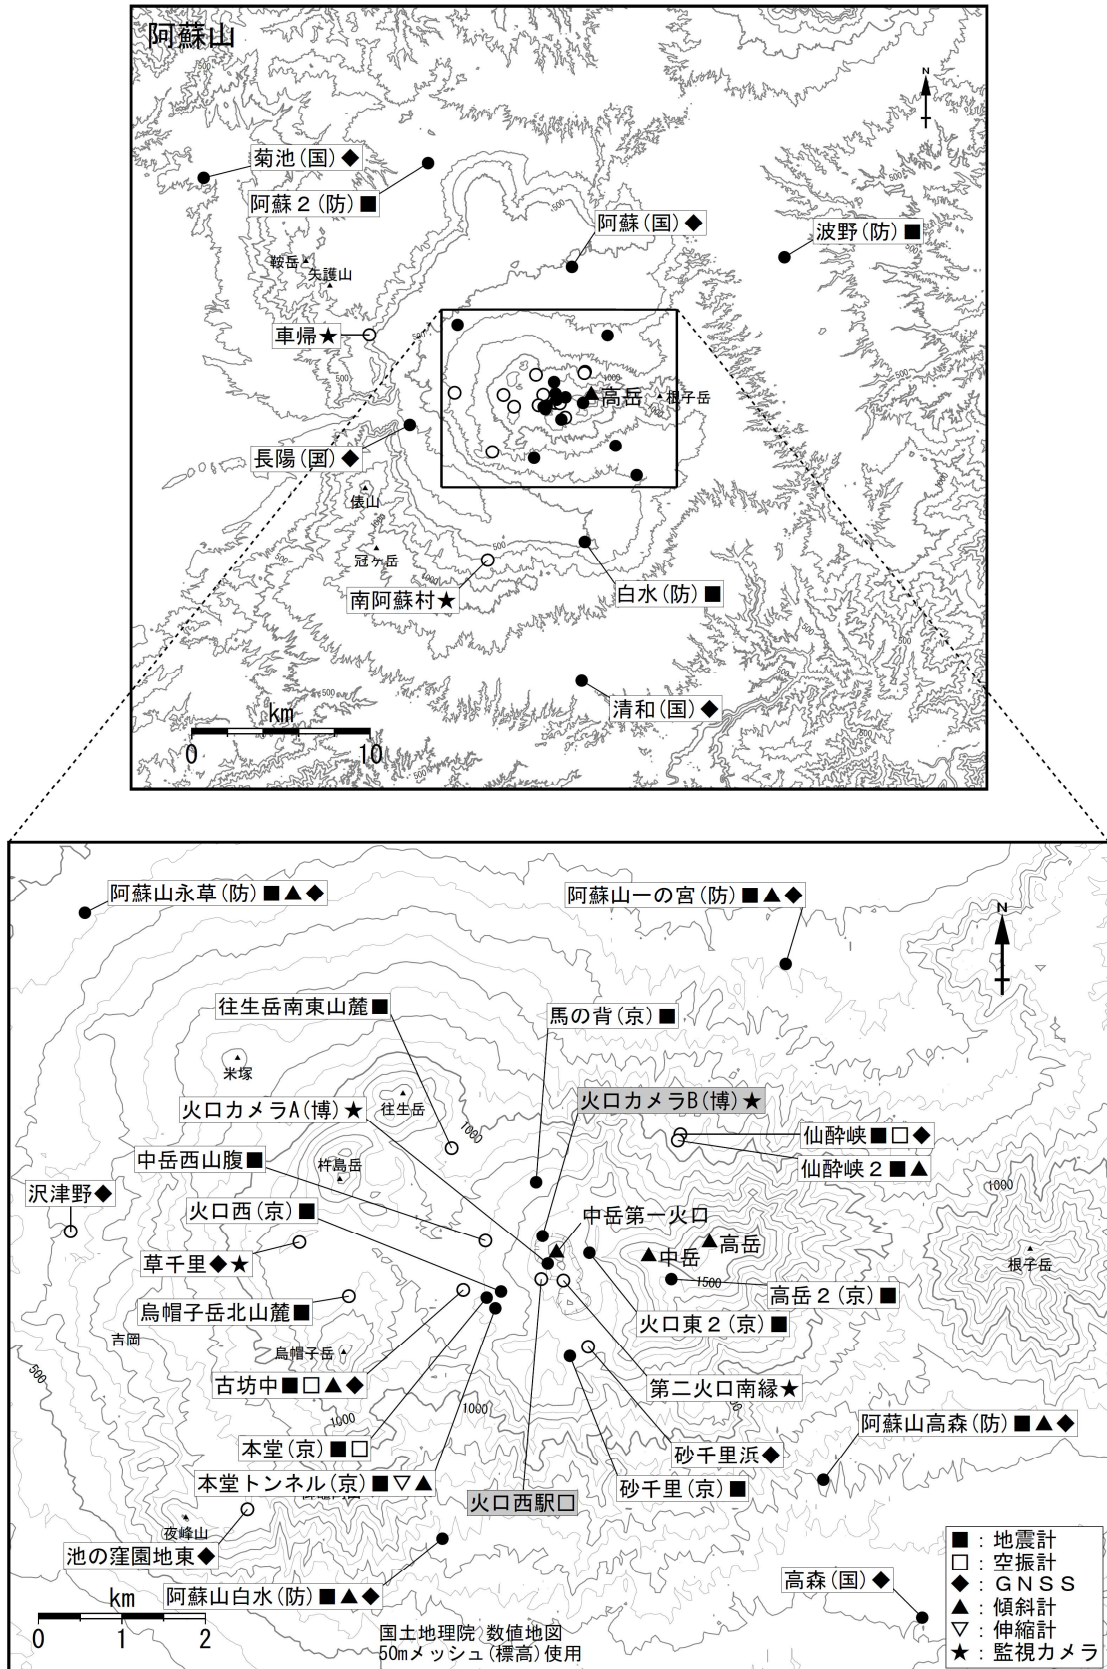 阿蘇山
N
菊池(国)◆
阿蘇2(防)■
阿蘇(国)◆
波野(防)■
鞍岳
矢護山
車帰★
高岳
根子岳
長陽(国)◆
俵山
冠ヶ岳
南阿蘇村★
白水(防)■
清和(国)◆
km
0 10
500
500
500
500
500
1000
1000
1000
500
500
阿蘇山永草(防)■▲◆
阿蘇山一の宮(防)■▲◆
N
往生岳南東山麓■
馬の背(京)■
米塚
往生岳
火口カメラA(博)★
火口カメラB(博)★
1000
仙酔峡■□◆
仙酔峡2■▲
中岳西山腹■
杵島岳
沢津野◆
火口西(京)■
中岳第一火口
1000
草千里◆★
中岳
高岳
根子岳
1500
高岳2(京)■
烏帽子岳北山麓■
火口東2(京)■
吉岡
烏帽子岳
500
古坊中■□▲◆
第二火口南縁★
1000
1000
阿蘇山高森(防)■▲◆
本堂(京)■□
砂千里浜◆
本堂トンネル(京)■▽▲
砂千里(京)■
火口西駅□
夜峰山
池の窪園地東◆
阿蘇山白水(防)■▲◆
高森(国)◆
km
0 1 2
国土地理院 数値地図
50mメッシュ(標高)使用
■:地震計
□:空振計
◆:GNSS
▲:傾斜計
▽:伸縮計
★:監視カメラ